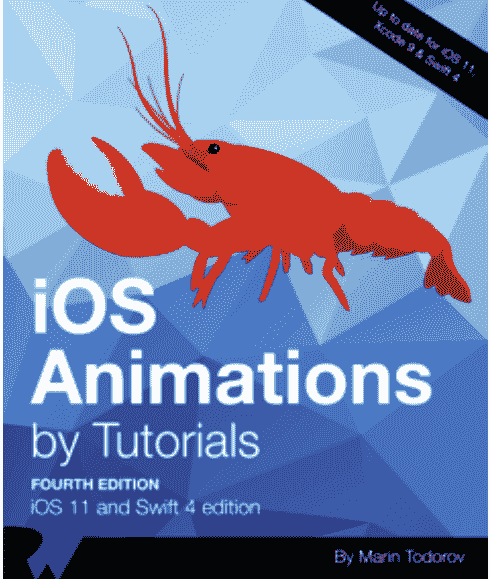 Up to date for iOS 11,
Xcode 9 & Swift 4
iOS
Animations
by Tutorials
FOURTH EDITION
iOS 11 and Swift 4 edition
By Marin Todorov